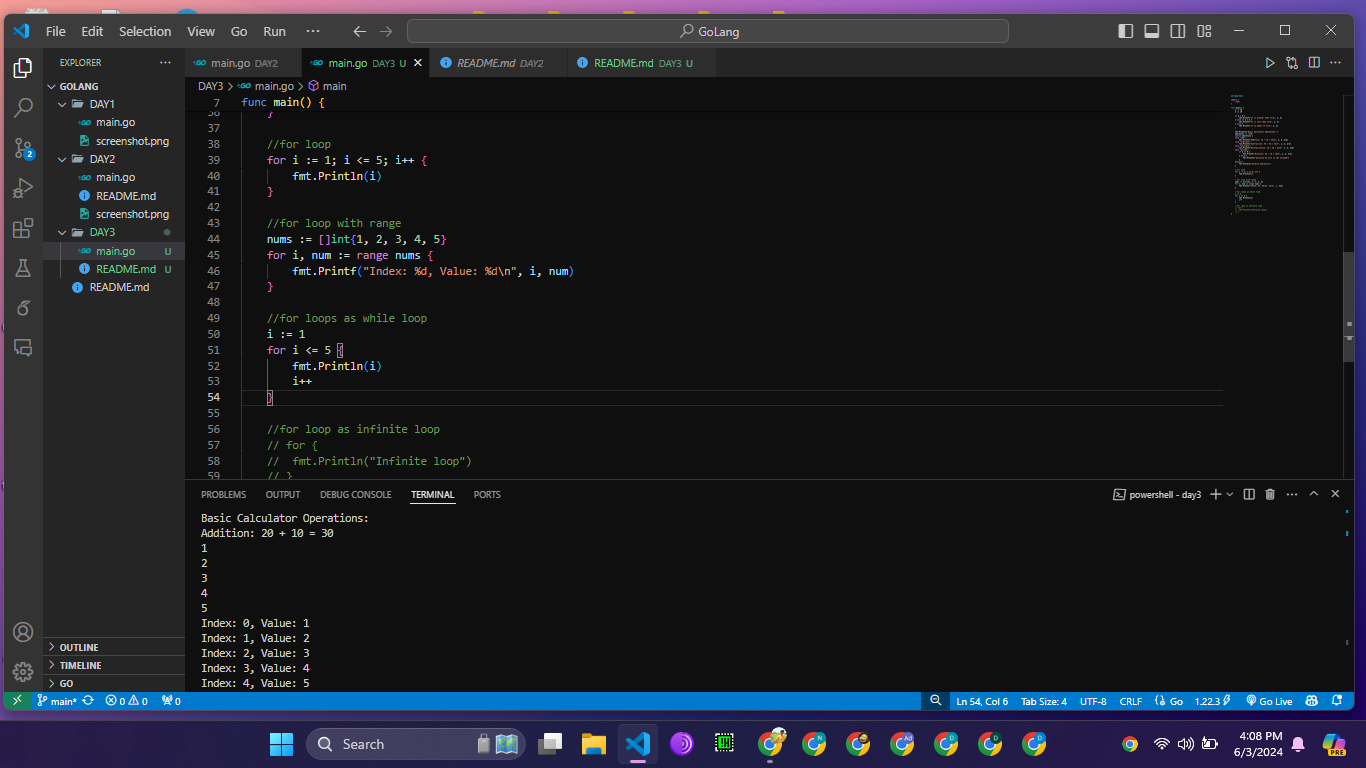 File Edit Selection View Go Run ··· GoLang
EXPLORER ···
main.go DAY2 main.go DAY3 U README.md DAY2 README.md DAY3 U
GOLANG
DAY1
main.go
screenshot.png
DAY2
main.go
README.md
screenshot.png
DAY3
main.go U
README.md U
README.md
2
OUTLINE
TIMELINE
GO
DAY3 > main.go > main
7 func main() {
36 }
37
38 //for loop
39 for i := 1; i <= 5; i++ {
40 fmt.Println(i)
41 }
42
43 //for loop with range
44 nums := []int{1, 2, 3, 4, 5}
45 for i, num := range nums {
46 fmt.Printf("Index: %d, Value: %d\n", i, num)
47 }
48
49 //for loops as while loop
50 i := 1
51 for i <= 5 {
52 fmt.Println(i)
53 i++
54 }
55
56 //for loop as infinite loop
57 // for {
58 // fmt.Println("Infinite loop")
59 // }
PROBLEMS OUTPUT DEBUG CONSOLE TERMINAL PORTS powershell - day3
Basic Calculator Operations:
Addition: 20 + 10 = 30
1
2
3
4
5
Index: 0, Value: 1
Index: 1, Value: 2
Index: 2, Value: 3
Index: 3, Value: 4
Index: 4, Value: 5
main* 0 0 0 Ln 54, Col 6 Tab Size: 4 UTF-8 CRLF Go 1.22.3 Go Live
Search
4:08 PM
6/3/2024
PRE